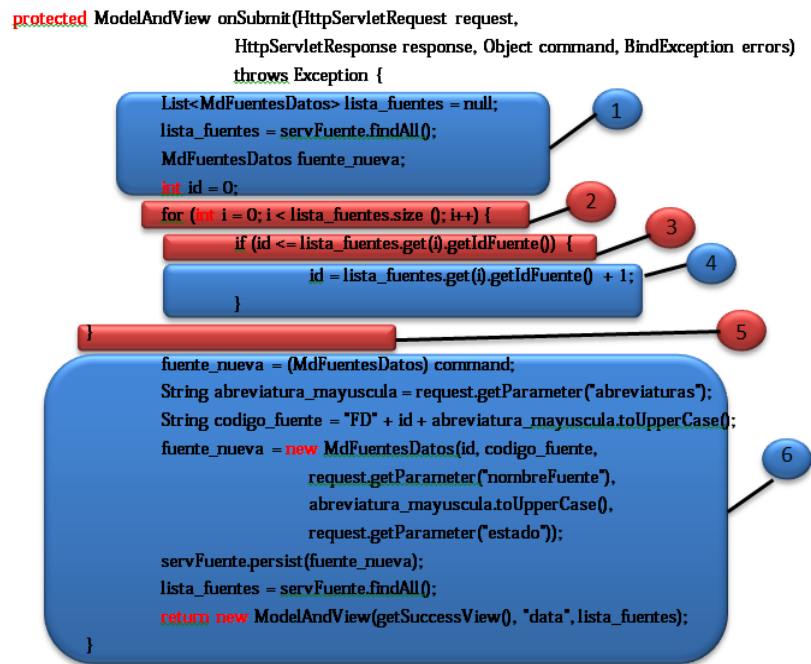 protected ModelAndView onSubmit(HttpServletRequest request,
HttpServletResponse response, Object command, BindException errors)
throws Exception {
List<MdFuentesDatos> lista_fuentes = null;
1
lista_fuentes = servFuente.findAll();
MdFuentesDatos fuente_nueva;
int id = 0;
2
for (int i = 0; i < lista_fuentes.size (); i++) {
3
if (id <= lista_fuentes.get(i).getIdFuente()) {
4
id = lista_fuentes.get(i).getIdFuente() + 1;
}
}
5
fuente_nueva = (MdFuentesDatos) command;
String abreviatura_mayuscula = request.getParameter("abreviaturas");
String codigo_fuente = "FD" + id + abreviatura_mayuscula.toUpperCase();
fuente_nueva = new MdFuentesDatos(id, codigo_fuente,
6
request.getParameter("nombreFuente"),
abreviatura_mayuscula.toUpperCase(),
request.getParameter("estado"));
servFuente.persist(fuente_nueva);
lista_fuentes = servFuente.findAll();
return new ModelAndView(getSuccessView(), "data", lista_fuentes);
}